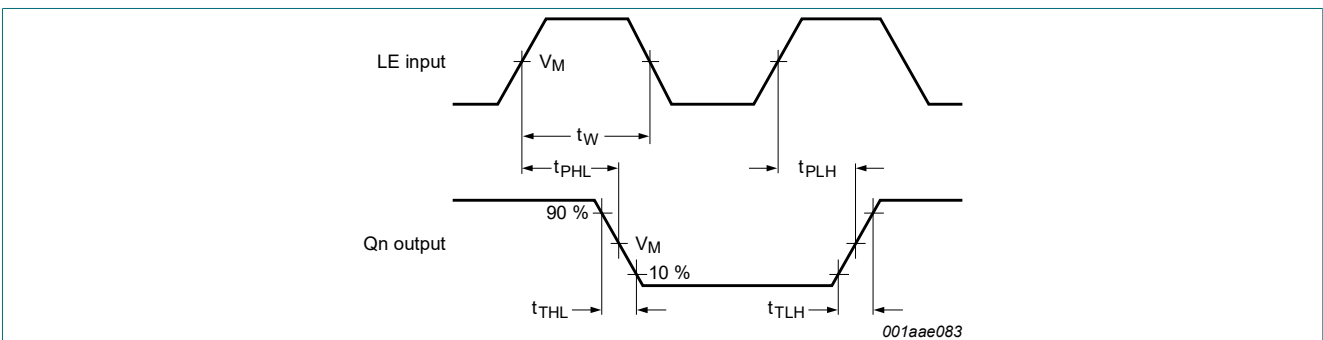 LE input
VM
tW
tPHL
tPLH
90 %
Qn output
VM
10 %
tTHL
tTLH
001aae083